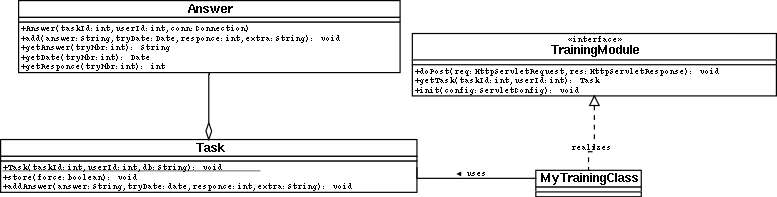 Answer
+Answer(taskId: int, userId: int, conn: Connection)
+add(answer: String, tryDate: Date, responce: int, extra: String): void
+getAnswer(tryNbr: int): String
+getDate(tryNbr: int): Date
+getResponce(tryNbr: int): int
<<interface>>
TrainingModule
+doPost(req: HttpServletRequest, res: HttpServletResponse): void
+getTask(taskId: int, userId: int): Task
+init(config: ServletConfig): void
realizes
Task
+Task(taskId: int, userId: int, db: String): void
+store(force: boolean): void
+addAnswer(answer: String, tryDate: date, responce: int, extra: String): void
◂ uses
MyTrainingClass